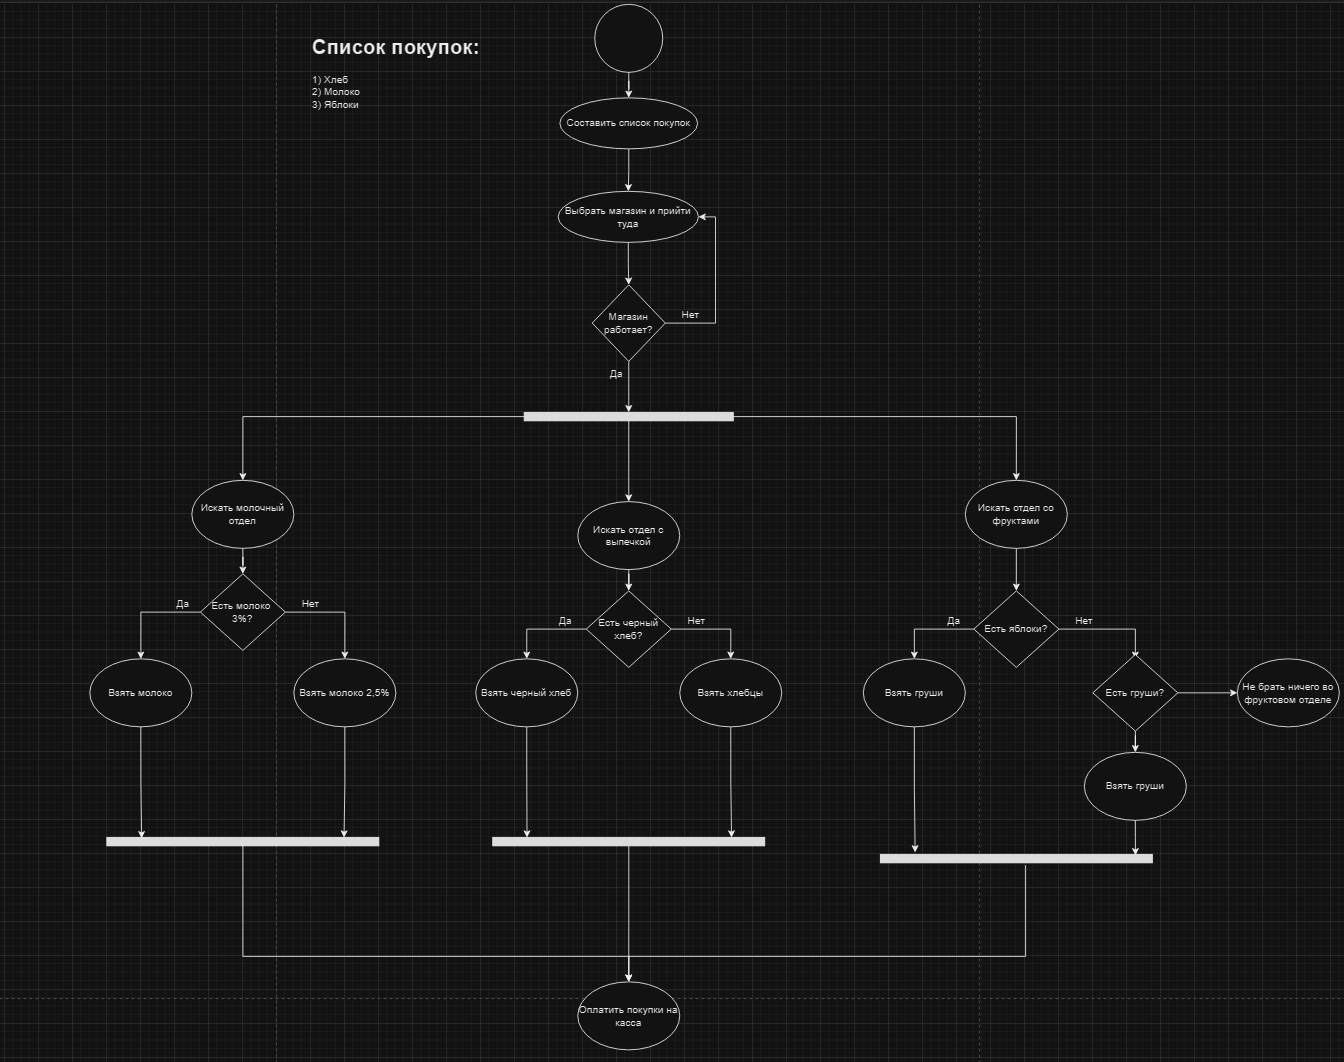 Список покупок:
1) Хлеб
2) Молоко
3) Яблоки
Составить список покупок
Выбрать магазин и прийти
туда
Магазин
работает?
Нет
Да
Искать молочный
отдел
Искать отдел с
выпечкой
Искать отдел со
фруктами
Да
Есть молоко
3%?
Нет
Да
Есть черный
хлеб?
Нет
Да
Есть яблоки?
Нет
Взять молоко
Взять молоко 2,5%
Взять черный хлеб
Взять хлебцы
Взять груши
Есть груши?
Не брать ничего во
фруктовом отделе
Взять груши
Оплатить покупки на
касса